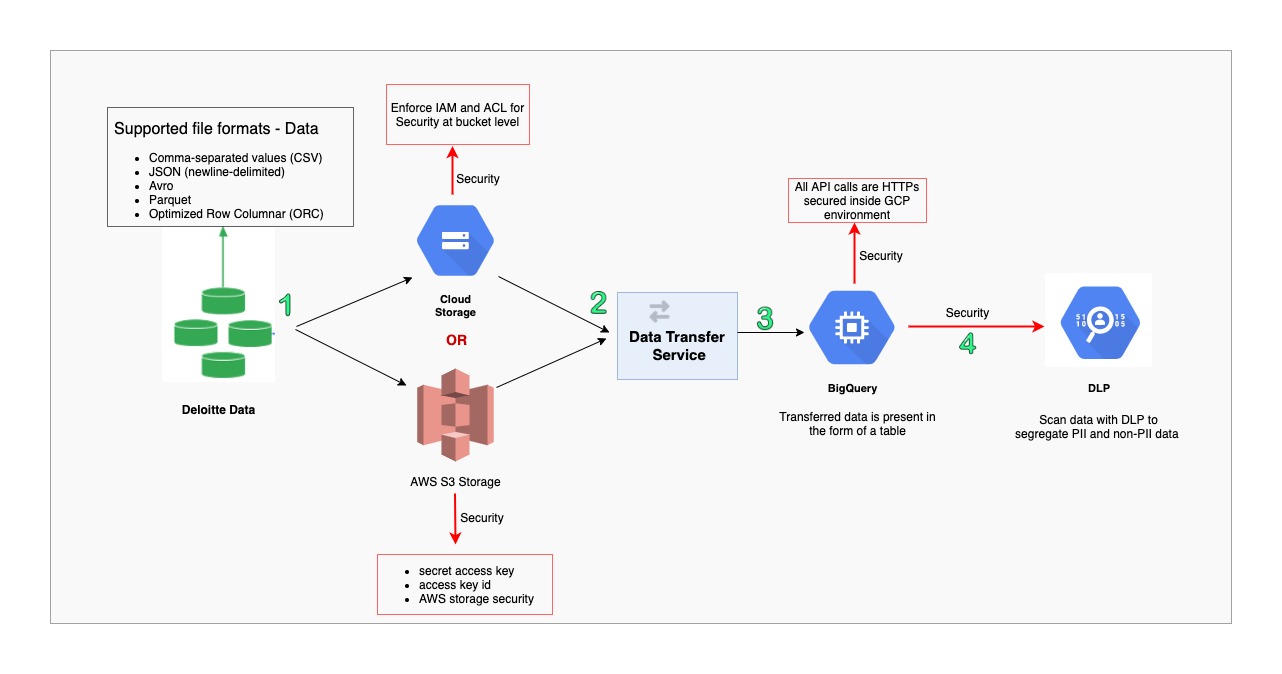 Enforce IAM and ACL for
Security at bucket level
Supported file formats - Data
• Comma-separated values (CSV)
• JSON (newline-delimited)
• Avro
• Parquet
• Optimized Row Columnar (ORC)
Security
All API calls are HTTPs
secured inside GCP
environment
Security
1
Cloud
Storage
OR
2
Data Transfer
Service
3
Security
4
51 15
10 05
Deloitte Data
BigQuery
Transferred data is present in
the form of a table
DLP
Scan data with DLP to
segregate PII and non-PII data
AWS S3 Storage
Security
• secret access key
• access key id
• AWS storage security